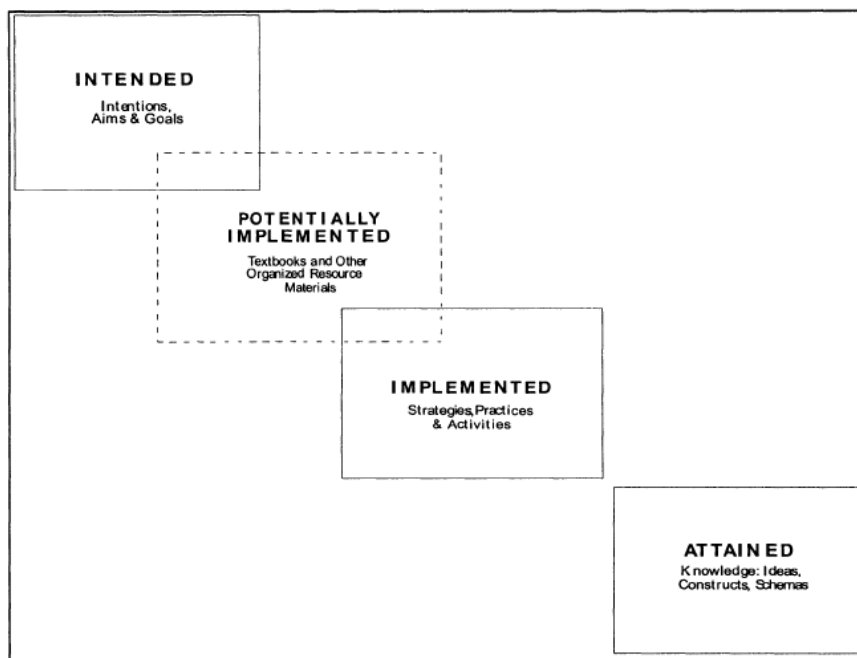 INTENDED
Intentions,
Aims & Goals
POTENTIALLY
IMPLEMENTED
Textbooks and Other
Organized Resource
Materials
IMPLEMENTED
Strategies, Practices
& Activities
ATTAINED
Knowledge: Ideas,
Constructs, Schemas